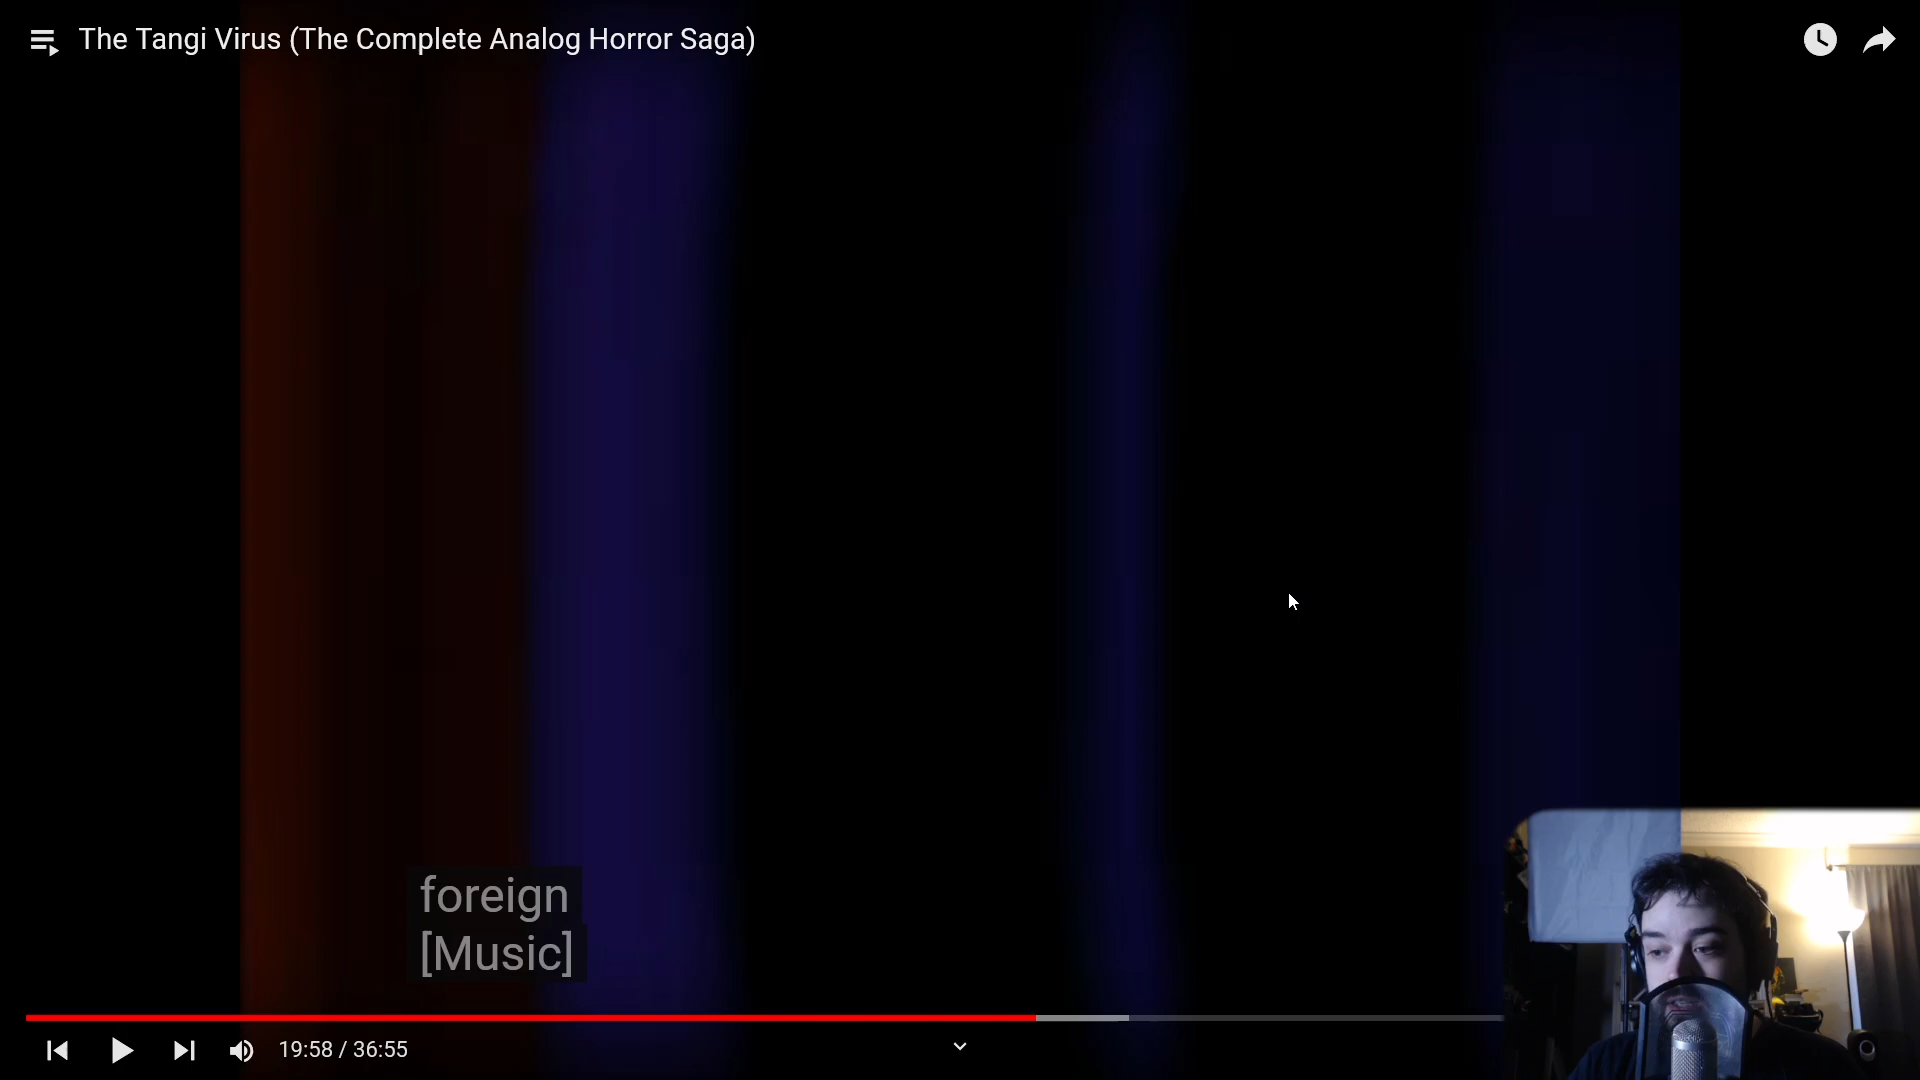 The Tangi Virus (The Complete Analog Horror Saga)
foreign
[Music]
19:58 / 36:55